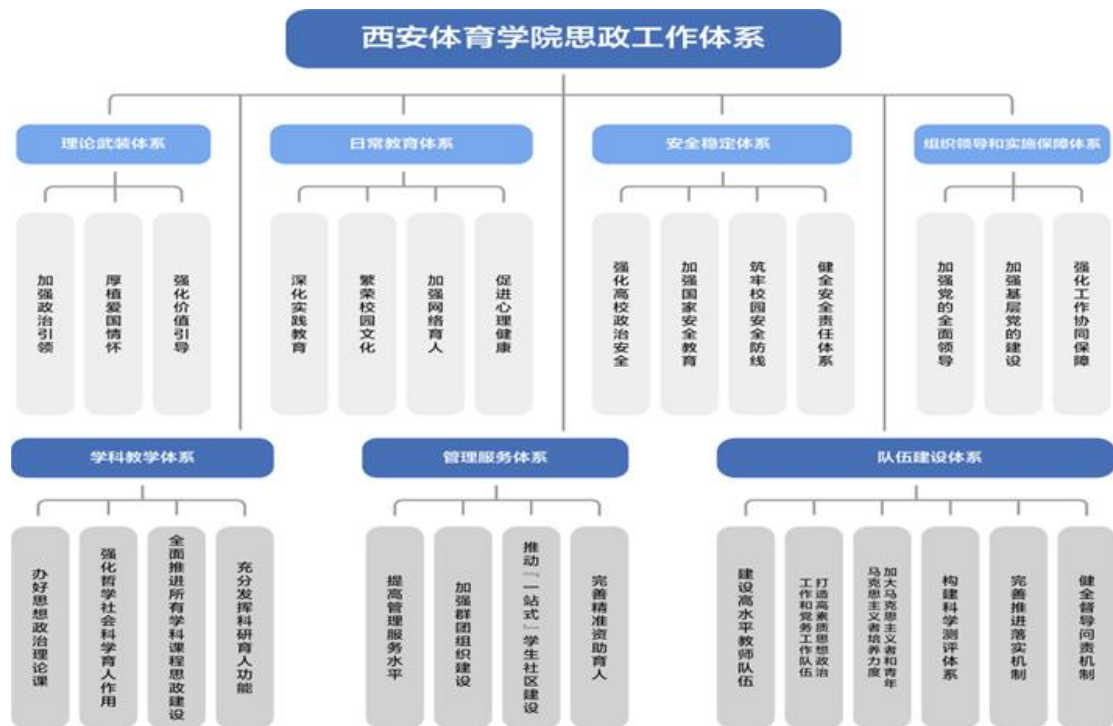 西安体育学院思政工作体系
理论武装体系
日常教育体系
安全稳定体系
组织领导和实施保障体系
加强政治引领
厚植爱国情怀
强化价值引导
深化实践教育
繁荣校园文化
加强网络育人
促进心理健康
强化高校政治安全
加强国家安全教育
筑牢校园安全防线
健全安全责任体系
加强党的全面领导
加强基层党的建设
强化工作协同保障
学科教学体系
管理服务体系
队伍建设体系
办好思想政治理论课
强化哲学社会科学育人作用
全面推进所有学科课程思政建设
充分发挥科研育人功能
提高管理服务水平
加强群团组织建设
推动「一站式」学生社区建设
完善精准资助育人
建设高水平教师队伍
打造高素质思想政治
工作和党务工作队伍
加大马克思主义者和青年
马克思主义者培养力度
构建科学测评体系
完善推进落实机制
健全督导问责机制